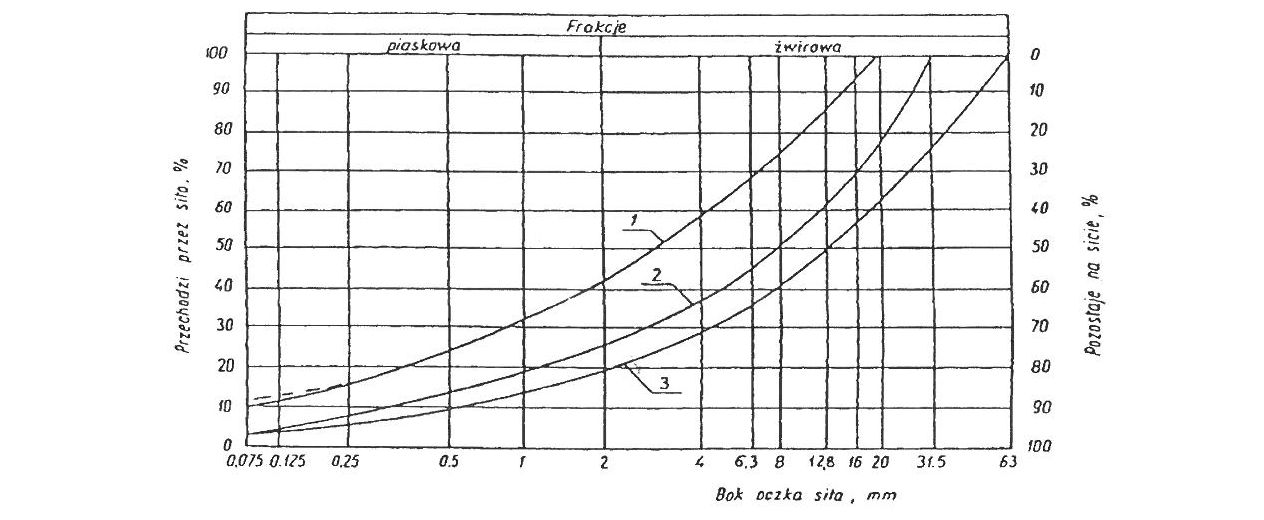 Frakcje
piaskowa żwirowa
100 0
90 10
80 20
70 30
60 40
50 50
40 60
30 70
20 80
10 90
0 100
Przechodzi przez sito, %
Pozostaje na sicie, %
1
2
3
0,075 0.125 0,25 0.5 1 2 4 6,3 8 12,8 16 20 31.5 63
Bok oczka sita, mm